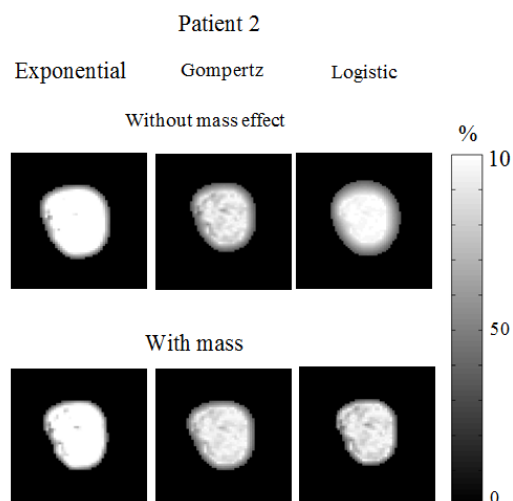 Patient 2
Exponential Gompertz Logistic
Without mass effect
%
10
50
With mass
0